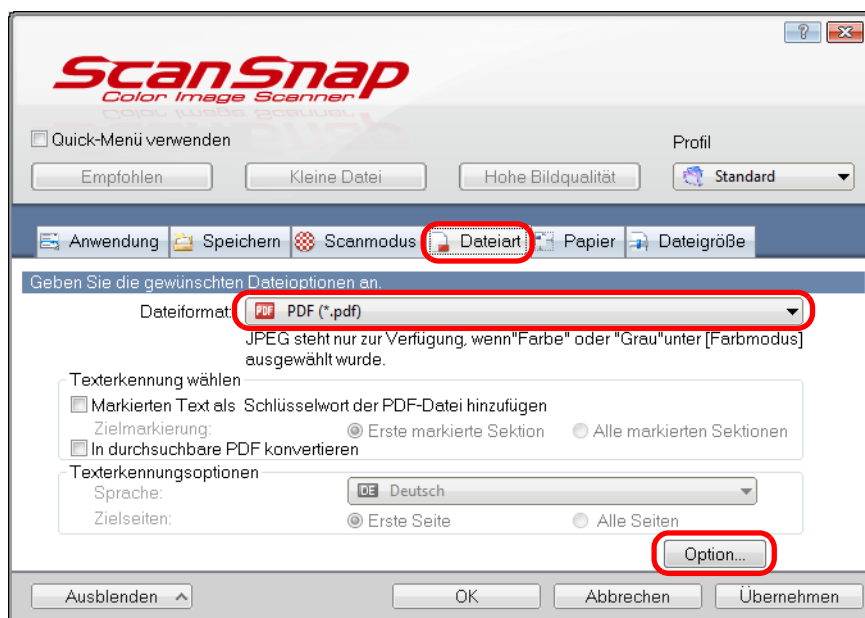 ScanSnap
Color Image Scanner
Quick-Menü verwenden
Profil
Empfohlen
Kleine Datei
Hohe Bildqualität
Standard
Anwendung
Speichern
Scanmodus
Dateiart
Papier
Dateigröße
Geben Sie die gewünschten Dateioptionen an.
Dateiformat:
PDF
PDF (*.pdf)
JPEG steht nur zur Verfügung, wenn"Farbe" oder "Grau"unter [Farbmodus]
ausgewählt wurde.
Texterkennung wählen
Markierten Text als Schlüsselwort der PDF-Datei hinzufügen
Zielmarkierung:
Erste markierte Sektion
Alle markierten Sektionen
In durchsuchbare PDF konvertieren
Texterkennungsoptionen
Sprache:
DE
Deutsch
Zielseiten:
Erste Seite
Alle Seiten
Option...
Ausblenden
OK
Abbrechen
Übernehmen